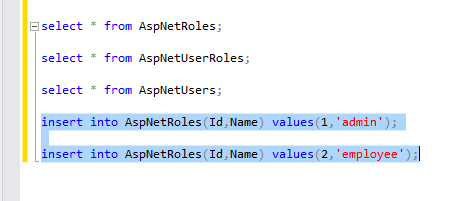 select * from AspNetRoles;
select * from AspNetUserRoles;
select * from AspNetUsers;
insert into AspNetRoles(Id,Name) values(1,'admin');
insert into AspNetRoles(Id,Name) values(2,'employee');